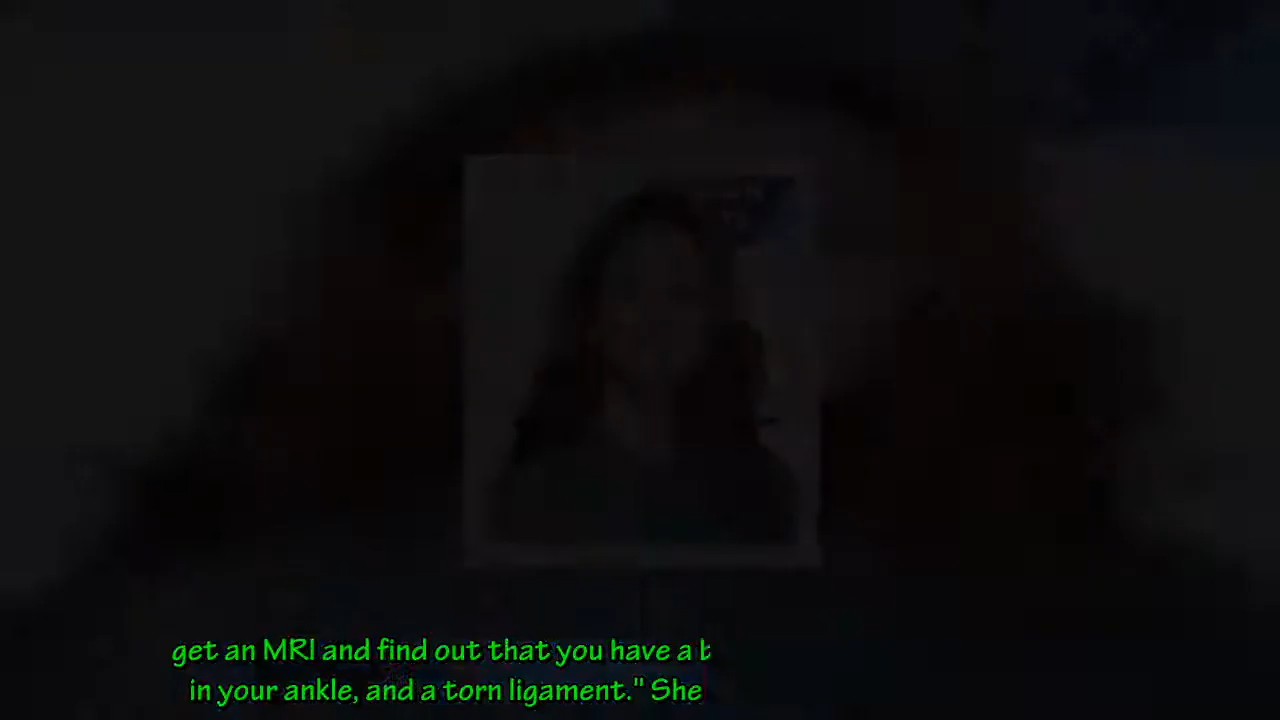 get an MRI and find out that you have a
in your ankle, and a torn ligament." She